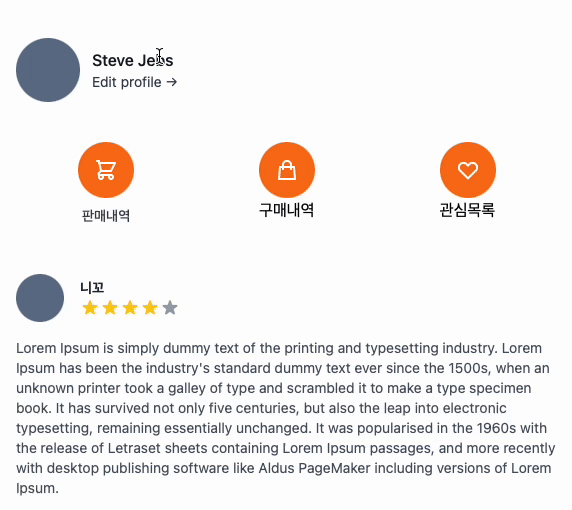 Steve Jebs
Edit profile →
판매내역
구매내역
관심목록
니꼬
Lorem Ipsum is simply dummy text of the printing and typesetting industry. Lorem
Ipsum has been the industry's standard dummy text ever since the 1500s, when an
unknown printer took a galley of type and scrambled it to make a type specimen
book. It has survived not only five centuries, but also the leap into electronic
typesetting, remaining essentially unchanged. It was popularised in the 1960s with
the release of Letraset sheets containing Lorem Ipsum passages, and more recently
with desktop publishing software like Aldus PageMaker including versions of Lorem
Ipsum.